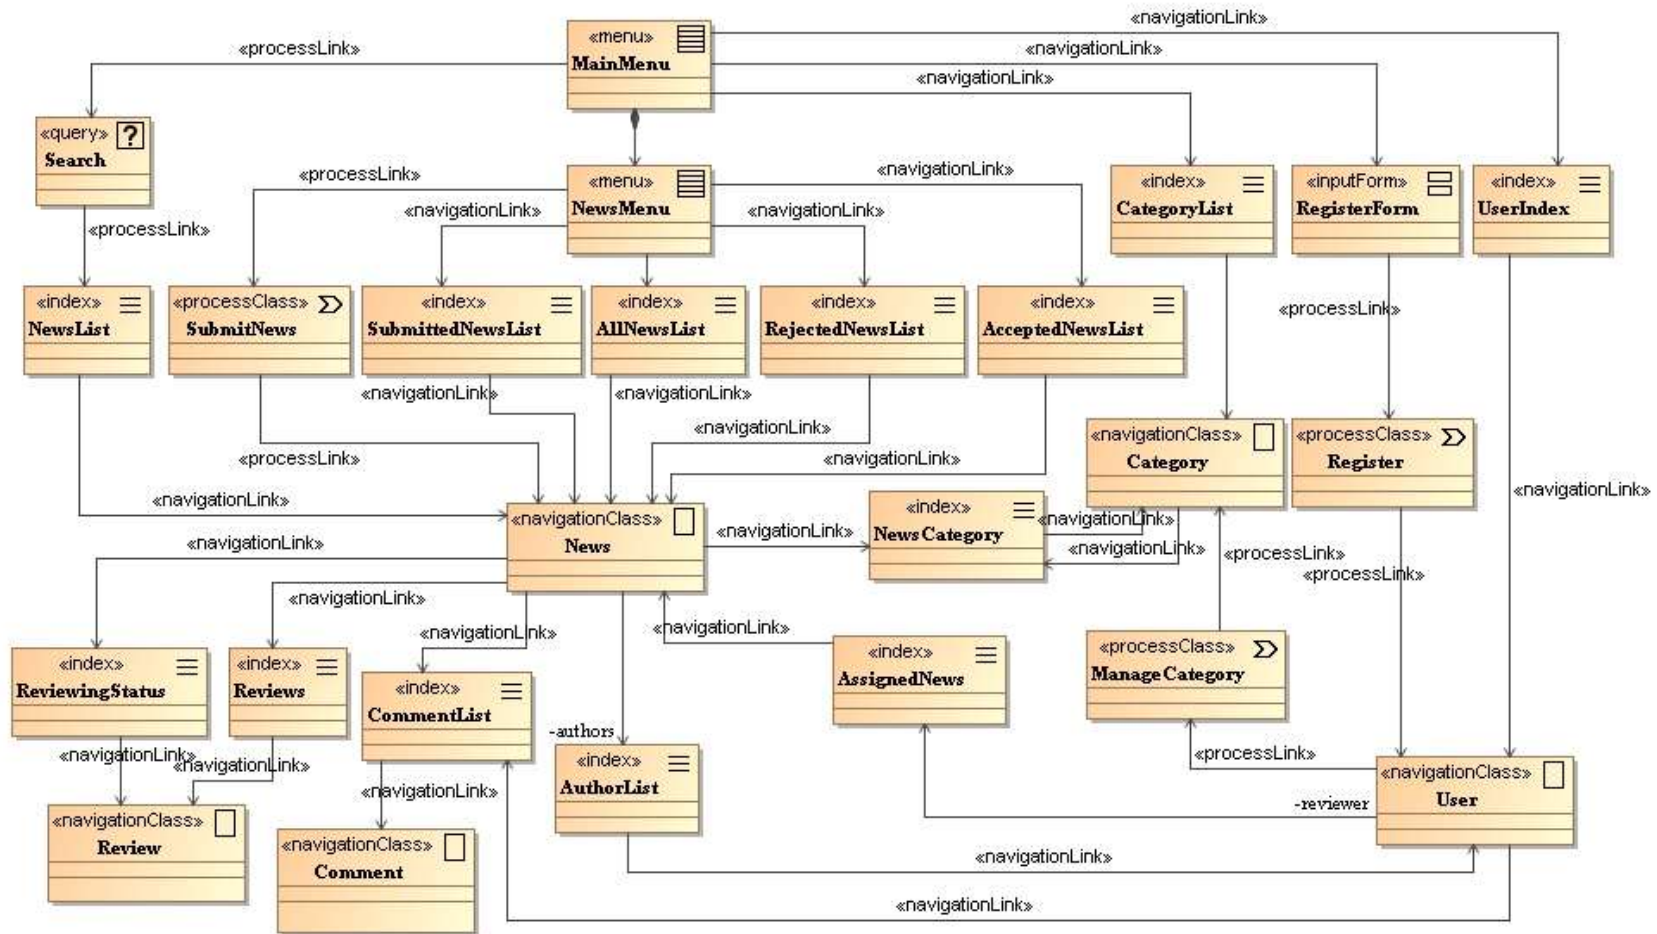 «navigationLink»
«menu»
MainMenu
«processLink»
«navigationLink»
«navigationLink»
«query»
Search
«processLink»
«menu»
NewsMenu
«navigationLink»
«index»
CategoryList
«inputForm»
RegisterForm
«index»
UserIndex
«navigationLink»
«navigationLink»
«processLink»
«index»
NewsList
«processClass»
SubmitNews
«index»
SubmittedNewsList
«index»
AllNewsList
«index»
RejectedNewsList
«index»
AcceptedNewsList
«processLink»
«navigationLink»
«navigationLink»
«navigationLink»
«processLink»
«navigationLink»
«navigationClass»
Category
«processClass»
Register
«navigationLink»
«navigationLink»
«navigationClass»
News
«index»
NewsCategory
«navigationLink»
«navigationLink»
«navigationLink»
«navigationLink»
«processLink»
«processLink»
«navigationLink»
«navigationLink»
«navigationLink»
«index»
ReviewingStatus
«index»
Reviews
«index»
CommentList
«index»
AssignedNews
«processClass»
ManageCategory
-authors
«navigationLink»
«navigationLink»
«index»
AuthorList
«processLink»
«navigationClass»
User
«navigationLink»
-reviewer
«navigationClass»
Review
«navigationClass»
Comment
«navigationLink»
«navigationLink»